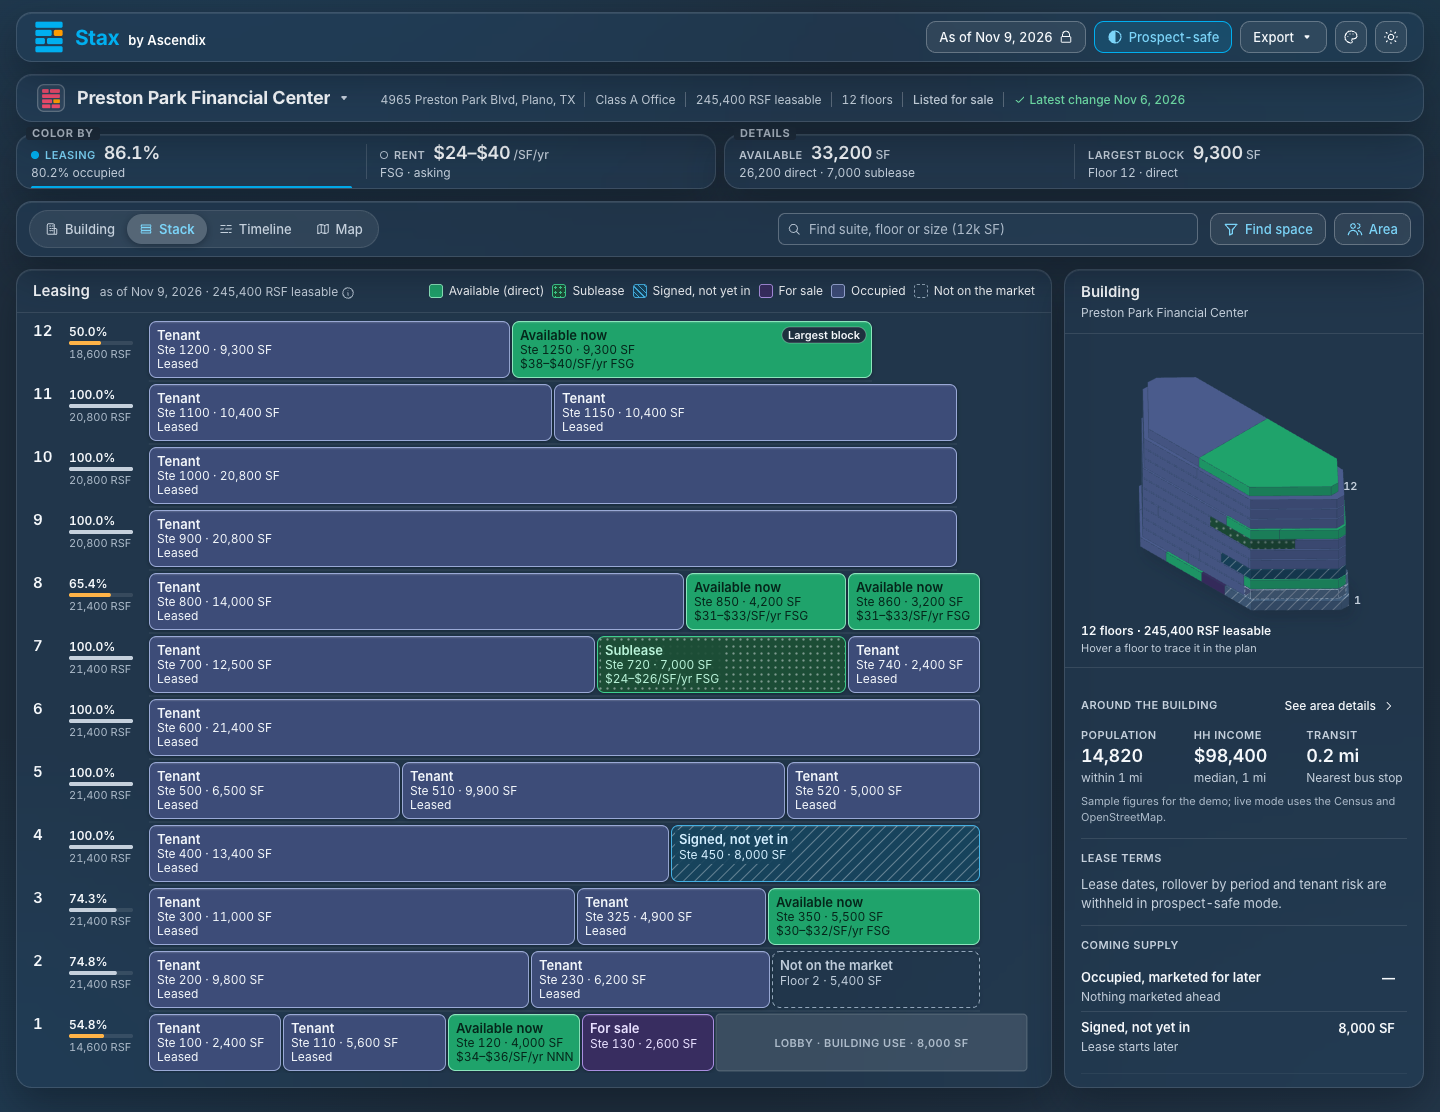 Stax by Ascendix
As of Nov 9, 2026
Prospect-safe
Export
Preston Park Financial Center
4965 Preston Park Blvd, Plano, TX
Class A Office
245,400 RSF leasable
12 floors
Listed for sale
Latest change Nov 6, 2026
COLOR BY
LEASING 86.1%
80.2% occupied
RENT $24–$40 /SF/yr
FSG · asking
DETAILS
AVAILABLE 33,200 SF
26,200 direct · 7,000 sublease
LARGEST BLOCK 9,300 SF
Floor 12 · direct
Building
Stack
Timeline
Map
Find suite, floor or size (12k SF)
Find space
Area
Leasing as of Nov 9, 2026 · 245,400 RSF leasable
Available (direct)
Sublease
Signed, not yet in
For sale
Occupied
Not on the market
12
50.0%
18,600 RSF
Tenant
Ste 1200 · 9,300 SF
Leased
Available now
Ste 1250 · 9,300 SF
$38–$40/SF/yr FSG
Largest block
11
100.0%
20,800 RSF
Tenant
Ste 1100 · 10,400 SF
Leased
Tenant
Ste 1150 · 10,400 SF
Leased
10
100.0%
20,800 RSF
Tenant
Ste 1000 · 20,800 SF
Leased
9
100.0%
20,800 RSF
Tenant
Ste 900 · 20,800 SF
Leased
8
65.4%
21,400 RSF
Tenant
Ste 800 · 14,000 SF
Leased
Available now
Ste 850 · 4,200 SF
$31–$33/SF/yr FSG
Available now
Ste 860 · 3,200 SF
$31–$33/SF/yr FSG
7
100.0%
21,400 RSF
Tenant
Ste 700 · 12,500 SF
Leased
Sublease
Ste 720 · 7,000 SF
$24–$26/SF/yr FSG
Tenant
Ste 740 · 2,400 SF
Leased
6
100.0%
21,400 RSF
Tenant
Ste 600 · 21,400 SF
Leased
5
100.0%
21,400 RSF
Tenant
Ste 500 · 6,500 SF
Leased
Tenant
Ste 510 · 9,900 SF
Leased
Tenant
Ste 520 · 5,000 SF
Leased
4
100.0%
21,400 RSF
Tenant
Ste 400 · 13,400 SF
Leased
Signed, not yet in
Ste 450 · 8,000 SF
3
74.3%
21,400 RSF
Tenant
Ste 300 · 11,000 SF
Leased
Tenant
Ste 325 · 4,900 SF
Leased
Available now
Ste 350 · 5,500 SF
$30–$32/SF/yr FSG
2
74.8%
21,400 RSF
Tenant
Ste 200 · 9,800 SF
Leased
Tenant
Ste 230 · 6,200 SF
Leased
Not on the market
Floor 2 · 5,400 SF
1
54.8%
14,600 RSF
Tenant
Ste 100 · 2,400 SF
Leased
Tenant
Ste 110 · 5,600 SF
Leased
Available now
Ste 120 · 4,000 SF
$34–$36/SF/yr NNN
For sale
Ste 130 · 2,600 SF
LOBBY · BUILDING USE · 8,000 SF
Building
Preston Park Financial Center
12
1
12 floors · 245,400 RSF leasable
Hover a floor to trace it in the plan
AROUND THE BUILDING
See area details
POPULATION
14,820
within 1 mi
HH INCOME
$98,400
median, 1 mi
TRANSIT
0.2 mi
Nearest bus stop
Sample figures for the demo; live mode uses the Census and
OpenStreetMap.
LEASE TERMS
Lease dates, rollover by period and tenant risk are
withheld in prospect-safe mode.
COMING SUPPLY
Occupied, marketed for later —
Nothing marketed ahead
Signed, not yet in 8,000 SF
Lease starts later